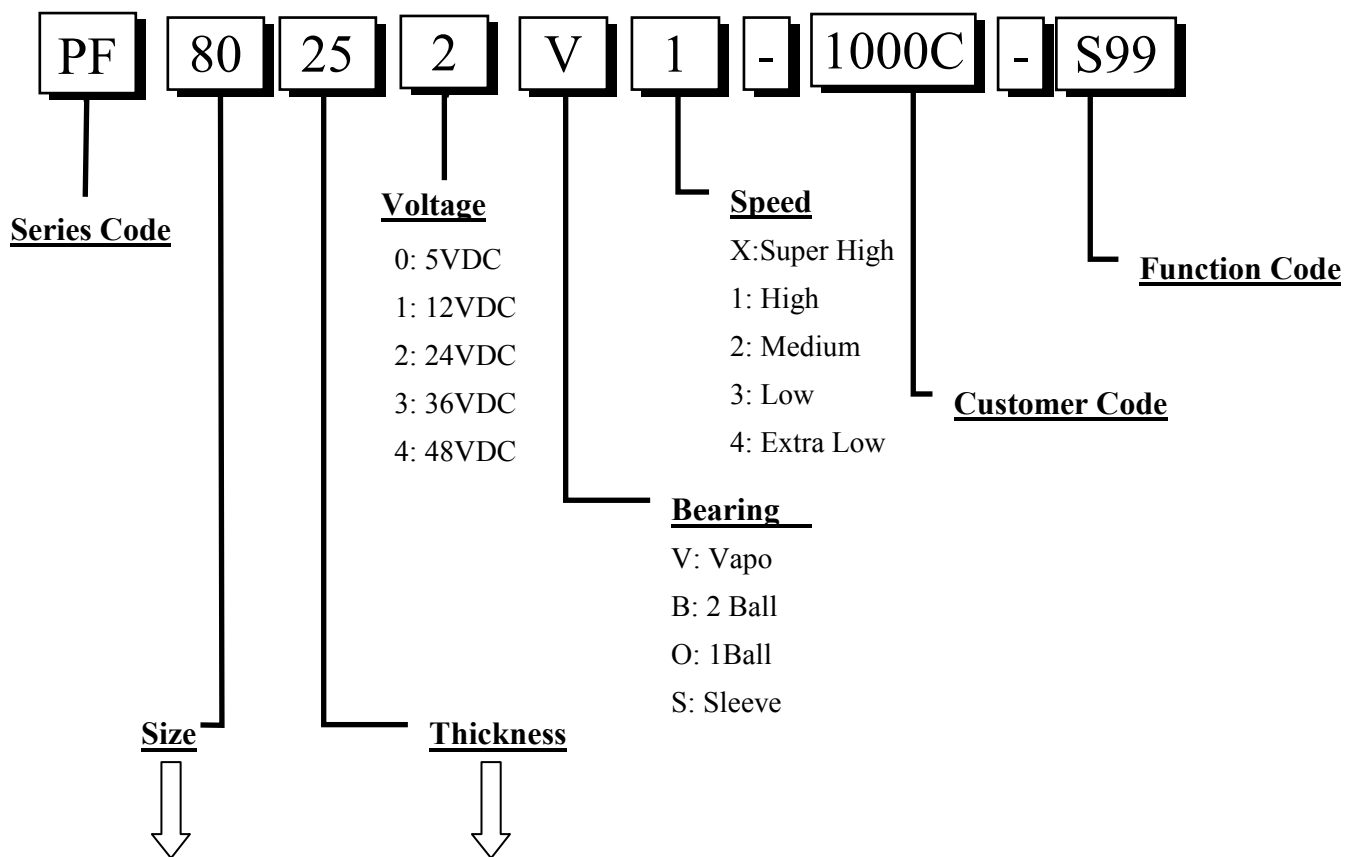 PF 80 25 2 V 1 - 1000C - S99
Series Code
Voltage
0: 5VDC
1: 12VDC
2: 24VDC
3: 36VDC
4: 48VDC
Speed
X:Super High
1: High
2: Medium
3: Low
4: Extra Low
Function Code
Customer Code
Bearing
V: Vapo
B: 2 Ball
O: 1Ball
S: Sleeve
Size
Thickness